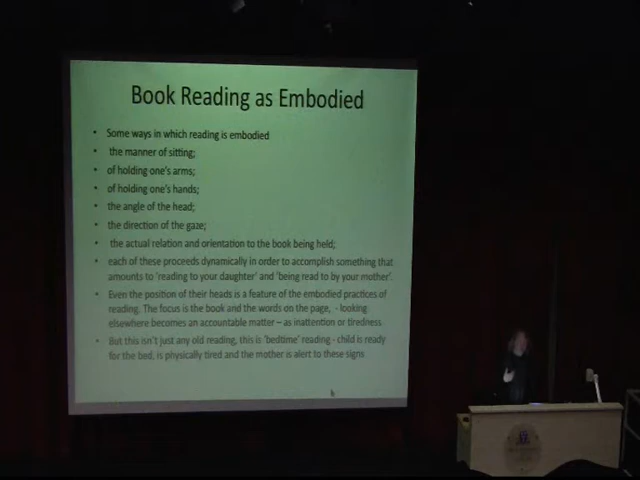 Book Reading as Embodied
• Some ways in which reading is embodied
• the manner of sitting;
• of holding one's arms;
• of holding one's hands;
• the angle of the head;
• the direction of the gaze;
• the actual relation and orientation to the book being held;
• each of these proceeds dynamically in order to accomplish something that
amounts to 'reading to your daughter' and 'being read to by your mother'.
• Even the position of their heads is a feature of the embodied practices of
reading. The focus is the book and the words on the page, - looking
elsewhere becomes an accountable matter – as inattention or tiredness
• But this isn't just any old reading, this is 'bedtime' reading - child is ready
for the bed, is physically tired and the mother is alert to these signs